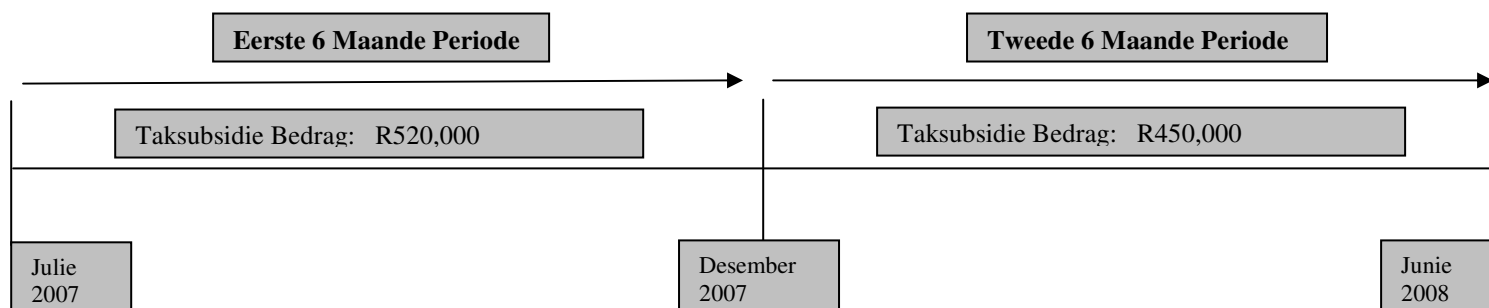 Eerste 6 Maande Periode
Tweede 6 Maande Periode
Taksubsidie Bedrag: R520,000
Taksubsidie Bedrag: R450,000
Julie
2007
Desember
2007
Junie
2008